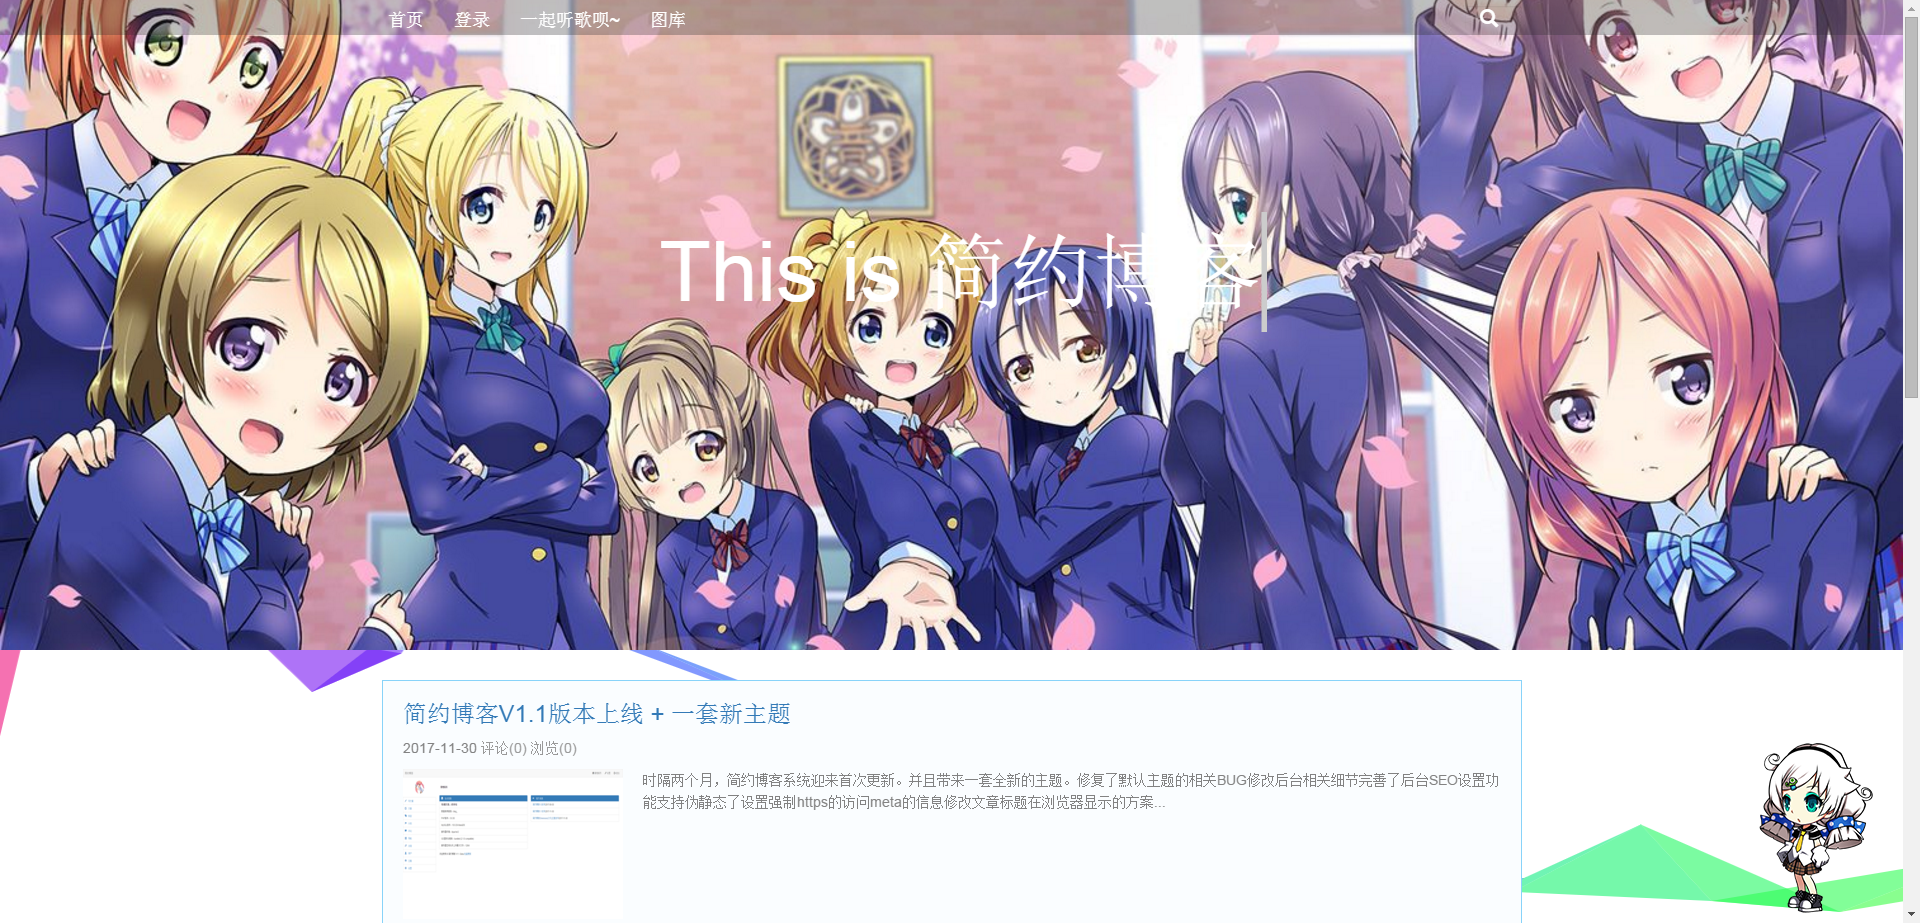 首页 登录 一起听歌呗~ 图库
This is 简约博客
简约博客V1.1版本上线 + 一套新主题
2017-11-30 评论(0) 浏览(0)
时隔两个月，简约博客系统迎来首次更新。并且带来一套全新的主题。修复了默认主题的相关BUG修改后台相关细节完善了后台SEO设置功
能支持伪静态了设置强制https的访问meta的信息修改文章标题在浏览器显示的方案...